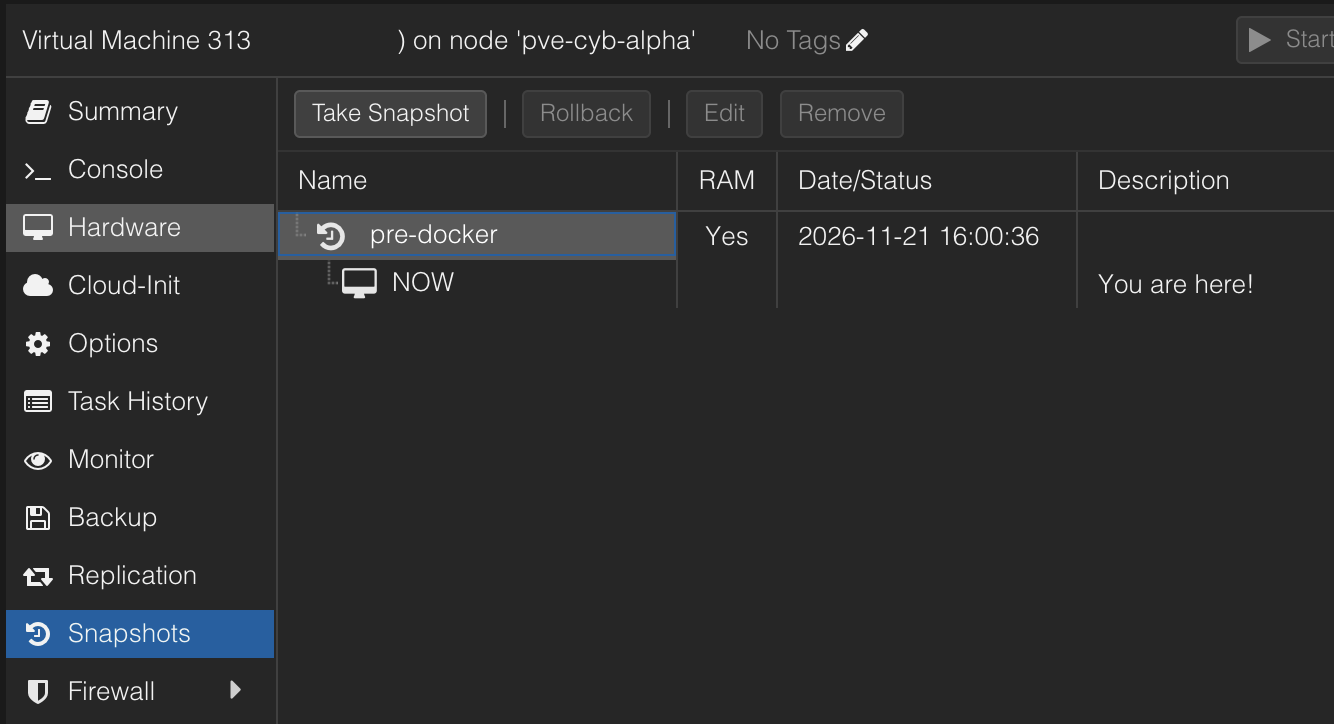 Virtual Machine 313 ) on node 'pve-cyb-alpha' No Tags Start
Summary
Console
Hardware
Cloud-Init
Options
Task History
Monitor
Backup
Replication
Snapshots
Firewall
Take Snapshot Rollback Edit Remove
Name RAM Date/Status Description
pre-docker Yes 2026-11-21 16:00:36
NOW You are here!